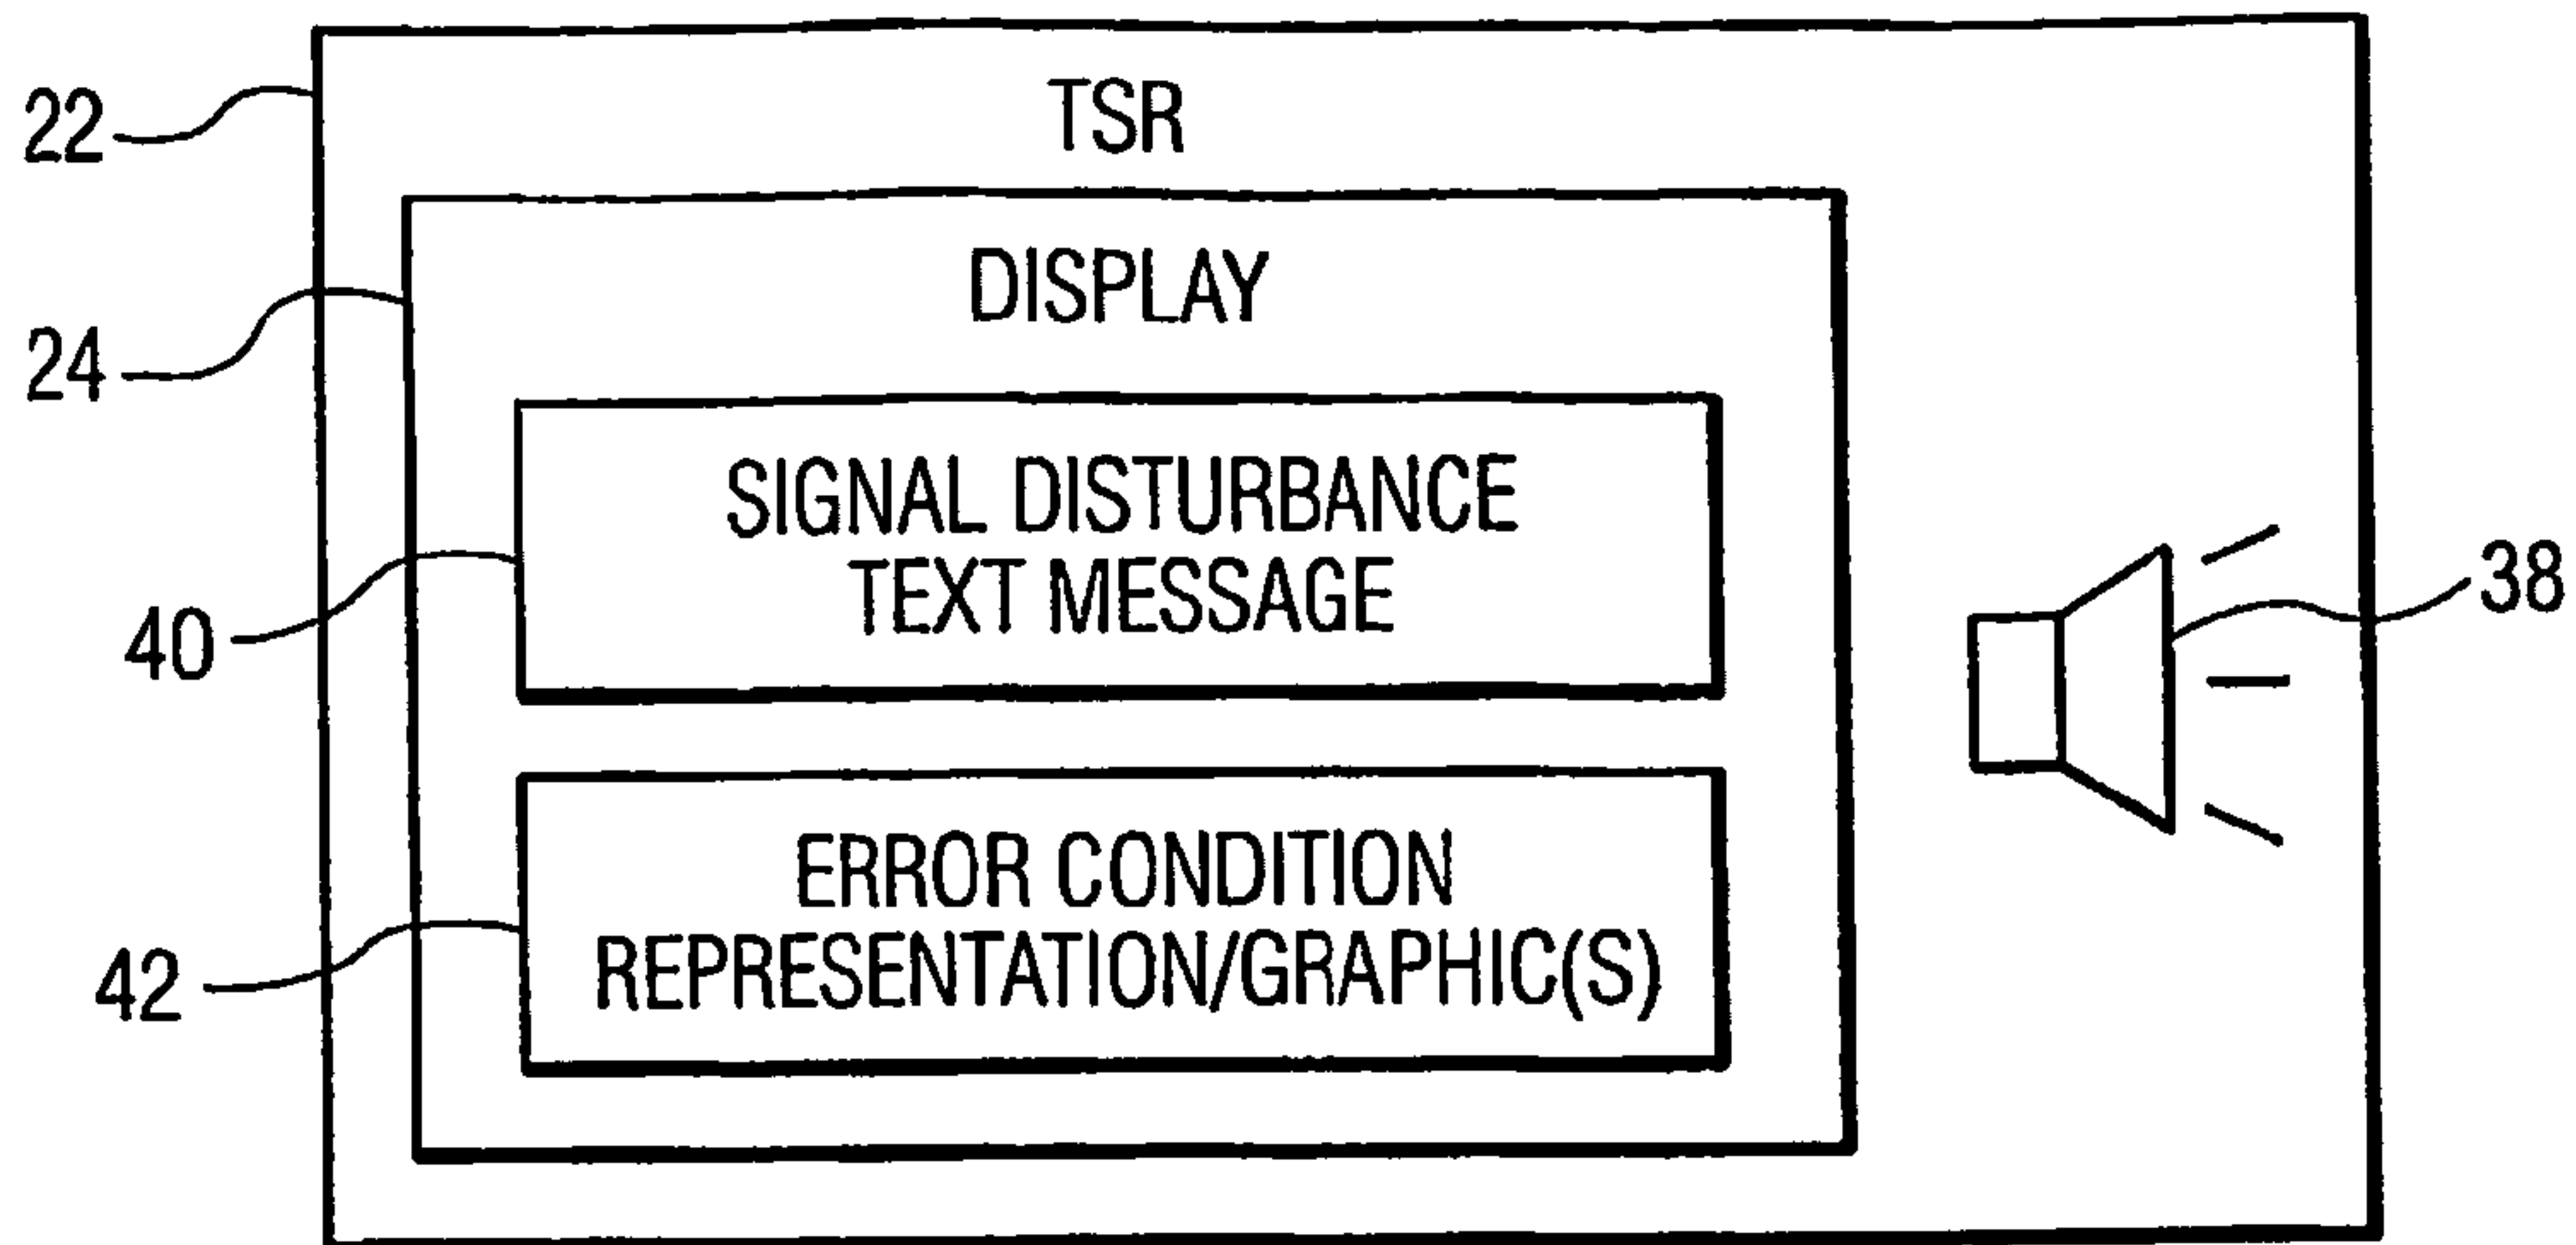 TSR
22
DISPLAY
24
SIGNAL DISTURBANCE
TEXT MESSAGE
40
38
ERROR CONDITION
REPRESENTATION/GRAPHIC(S)
42